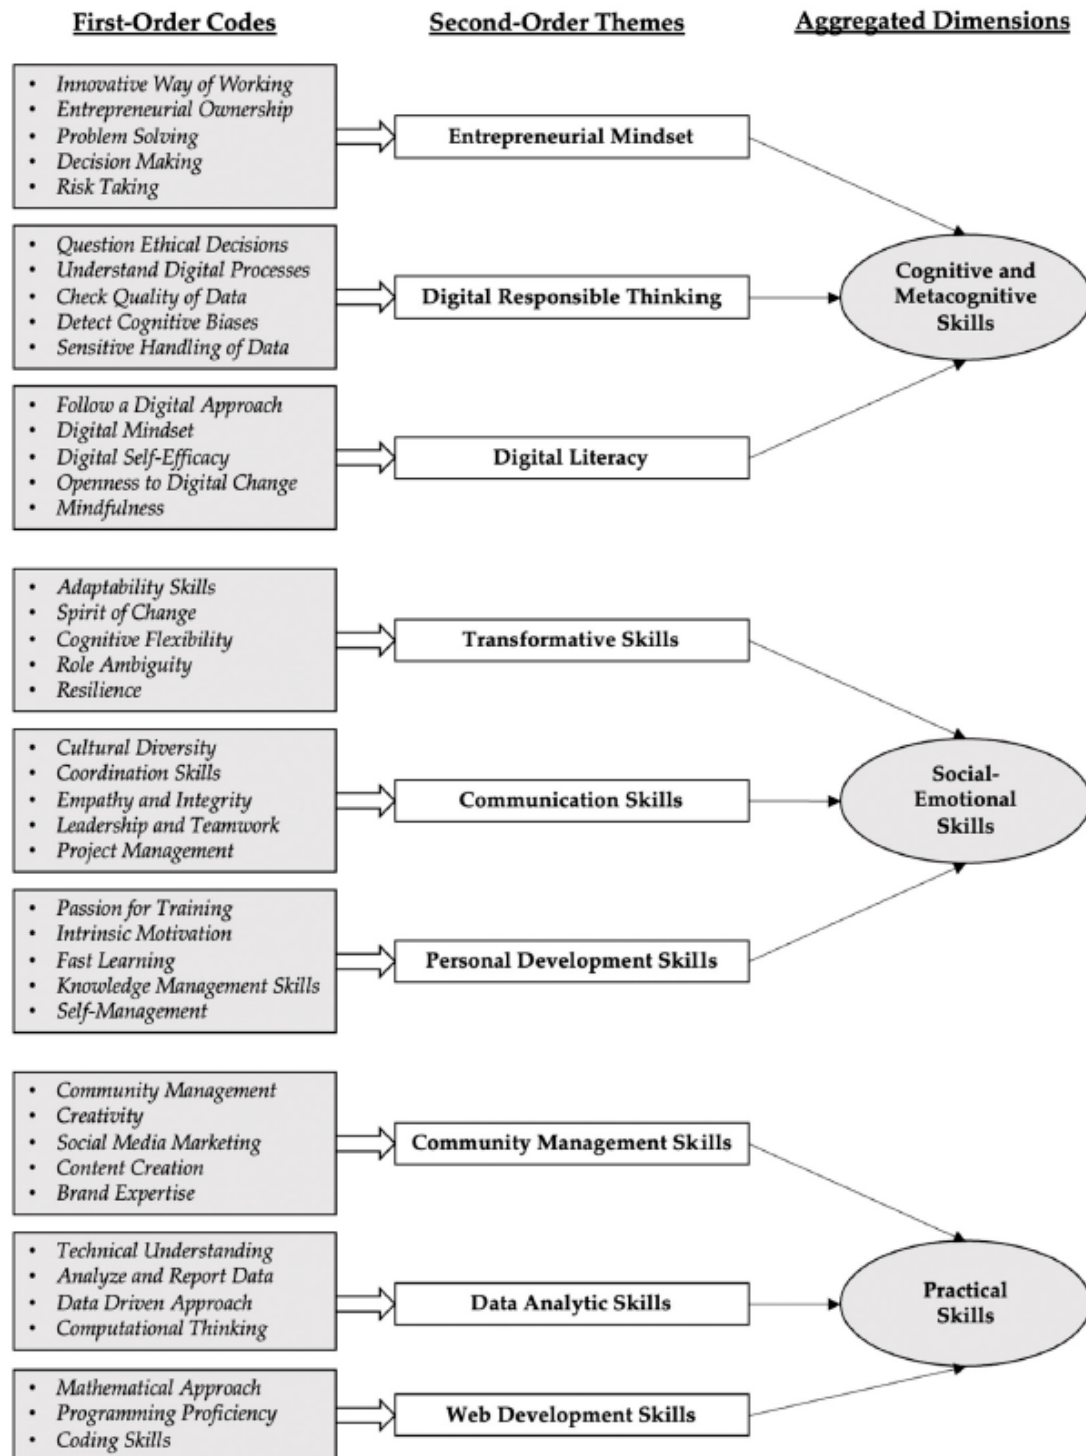 First-Order Codes Second-Order Themes Aggregated Dimensions
• Innovative Way of Working
• Entrepreneurial Ownership
• Problem Solving
• Decision Making
• Risk Taking
Entrepreneurial Mindset
• Question Ethical Decisions
• Understand Digital Processes
• Check Quality of Data
• Detect Cognitive Biases
• Sensitive Handling of Data
Digital Responsible Thinking
• Follow a Digital Approach
• Digital Mindset
• Digital Self-Efficacy
• Openness to Digital Change
• Mindfulness
Digital Literacy
Cognitive and
Metacognitive
Skills
• Adaptability Skills
• Spirit of Change
• Cognitive Flexibility
• Role Ambiguity
• Resilience
Transformative Skills
• Cultural Diversity
• Coordination Skills
• Empathy and Integrity
• Leadership and Teamwork
• Project Management
Communication Skills
• Passion for Training
• Intrinsic Motivation
• Fast Learning
• Knowledge Management Skills
• Self-Management
Personal Development Skills
Social-
Emotional
Skills
• Community Management
• Creativity
• Social Media Marketing
• Content Creation
• Brand Expertise
Community Management Skills
• Technical Understanding
• Analyze and Report Data
• Data Driven Approach
• Computational Thinking
Data Analytic Skills
• Mathematical Approach
• Programming Proficiency
• Coding Skills
Web Development Skills
Practical
Skills